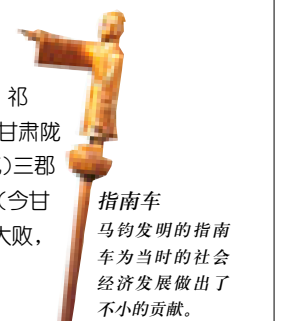 祁
甘肃陇
)三郡
(今甘
大败，
指南车
马钧发明的指南
车为当时的社会
经济发展做出了
不小的贡献。